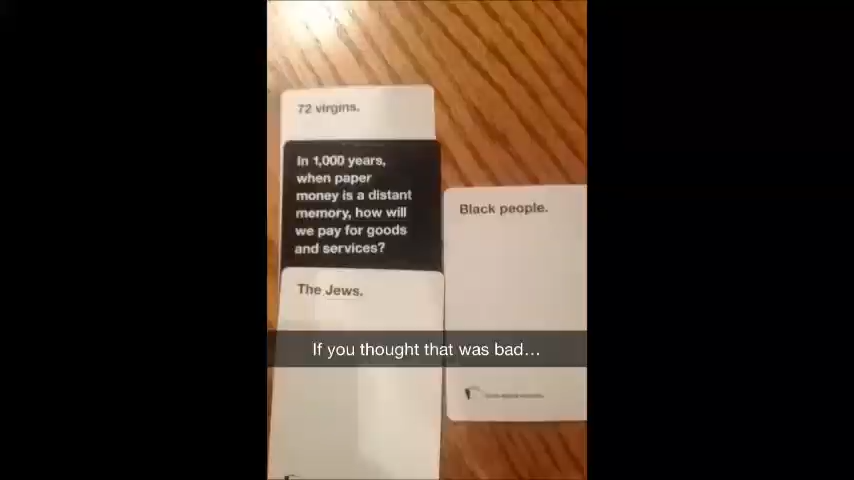 72 virgins.
In 1,000 years,
when paper
money is a distant
memory, how will
we pay for goods
and services?
Black people.
The Jews.
If you thought that was bad...